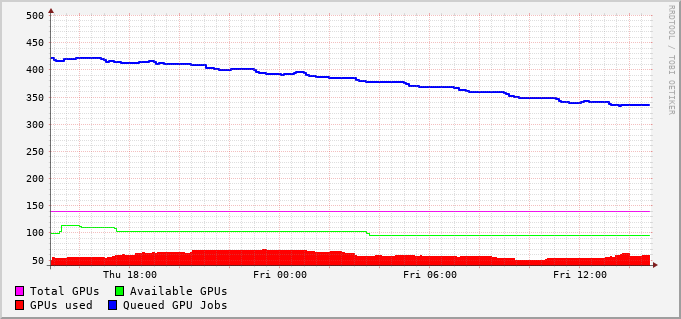 500
450
400
350
300
250
200
150
100
50
Thu 18:00 Fri 00:00 Fri 06:00 Fri 12:00
Total GPUs Available GPUs
GPUs used Queued GPU Jobs
RRDTOOL / TOBI OETIKER